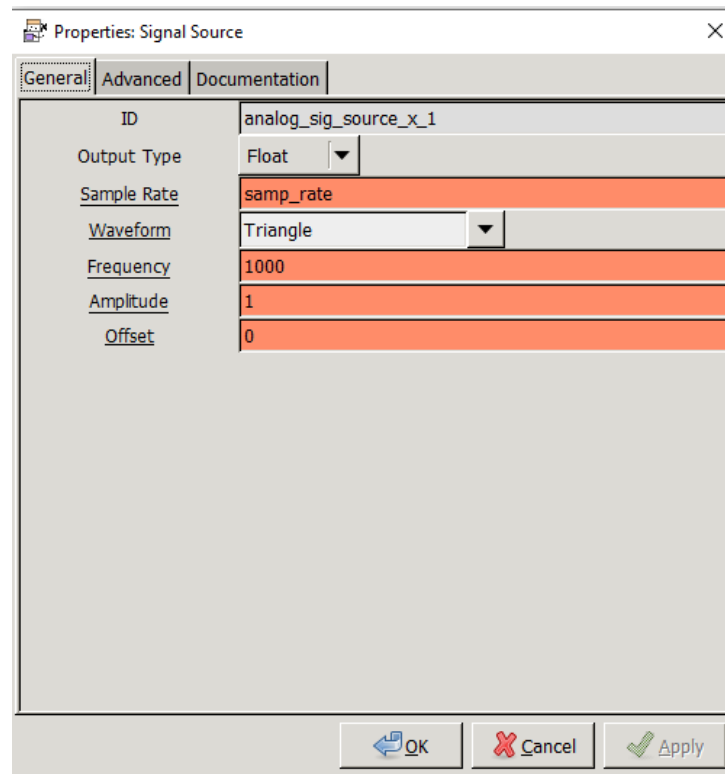 Properties: Signal Source
General Advanced Documentation
ID analog_sig_source_x_1
Output Type Float
Sample Rate samp_rate
Waveform Triangle
Frequency 1000
Amplitude 1
Offset 0
OK Cancel Apply